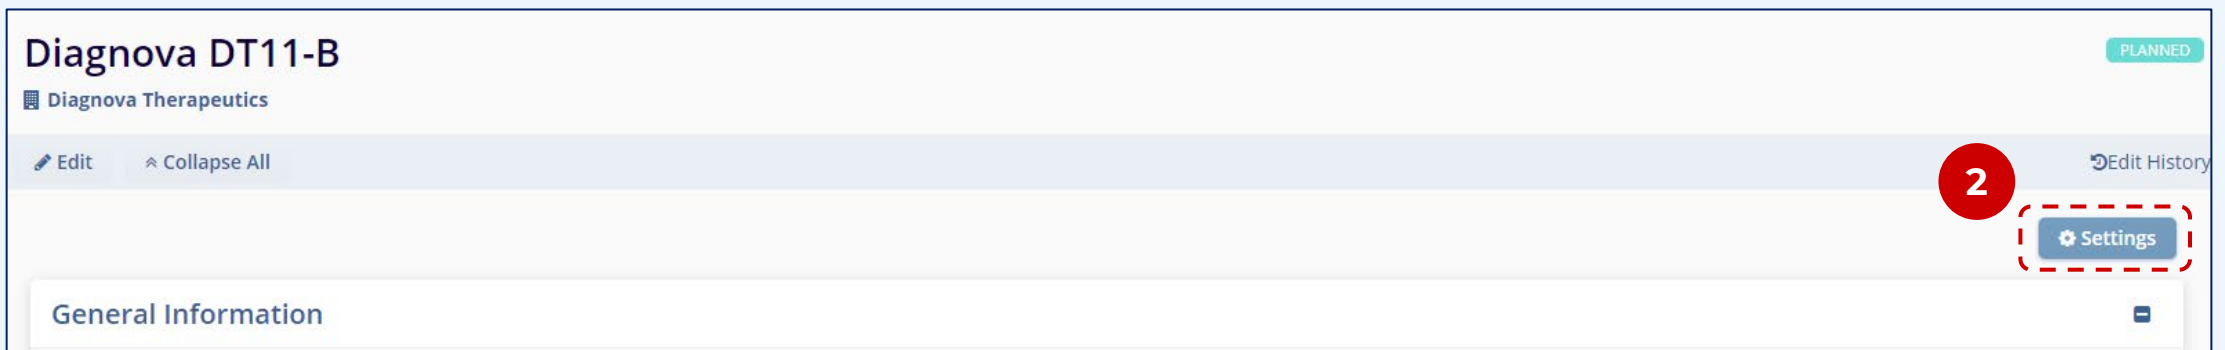 Diagnova DT11-B
PLANNED
Diagnova Therapeutics
Edit
Collapse All
Edit History
2
Settings
General Information